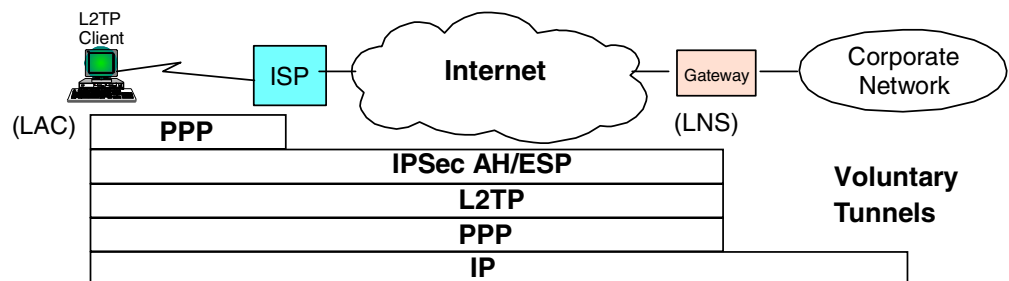 L2TP
Client
ISP
Internet
Gateway
Corporate
Network
(LAC)
(LNS)
PPP
IPSec AH/ESP
L2TP
PPP
IP
Voluntary
Tunnels